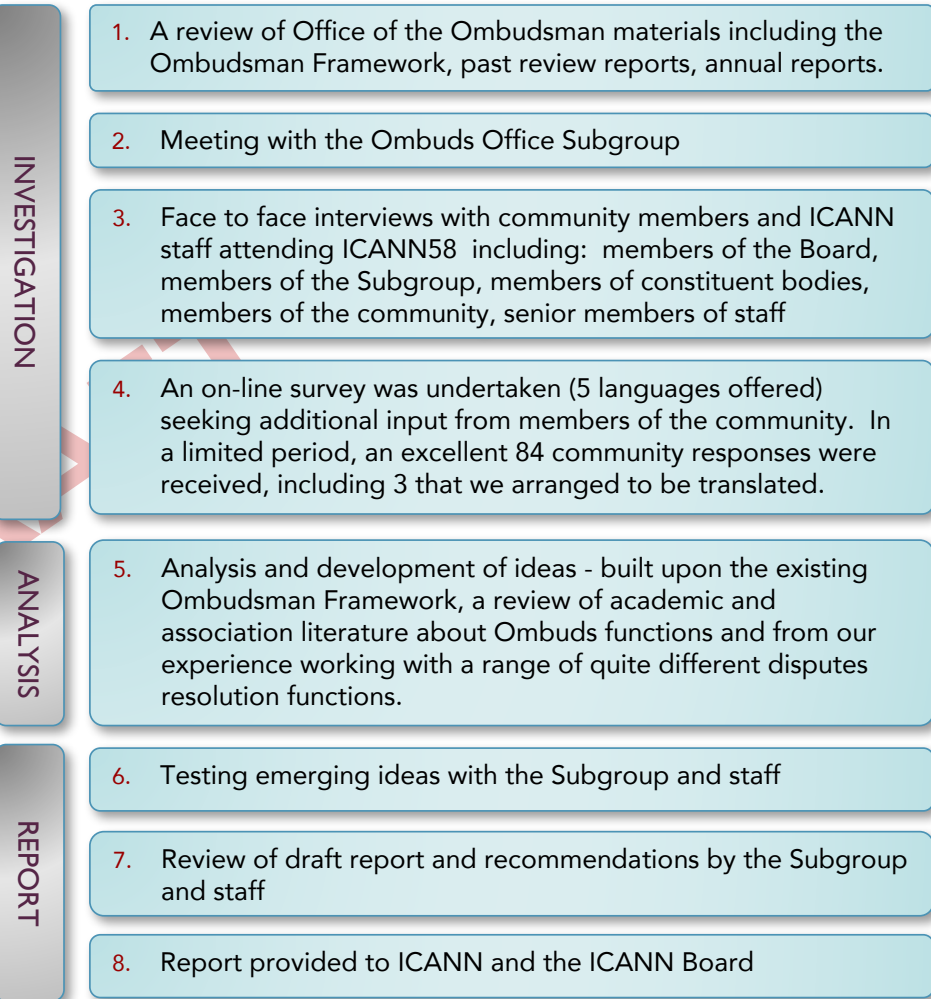 INVESTIGATION
1. A review of Office of the Ombudsman materials including the
Ombudsman Framework, past review reports, annual reports.
2. Meeting with the Ombuds Office Subgroup
3. Face to face interviews with community members and ICANN
staff attending ICANN58 including: members of the Board,
members of the Subgroup, members of constituent bodies,
members of the community, senior members of staff
4. An on-line survey was undertaken (5 languages offered)
seeking additional input from members of the community. In
a limited period, an excellent 84 community responses were
received, including 3 that we arranged to be translated.
ANALYSIS
5. Analysis and development of ideas - built upon the existing
Ombudsman Framework, a review of academic and
association literature about Ombuds functions and from our
experience working with a range of quite different disputes
resolution functions.
REPORT
6. Testing emerging ideas with the Subgroup and staff
7. Review of draft report and recommendations by the Subgroup
and staff
8. Report provided to ICANN and the ICANN Board